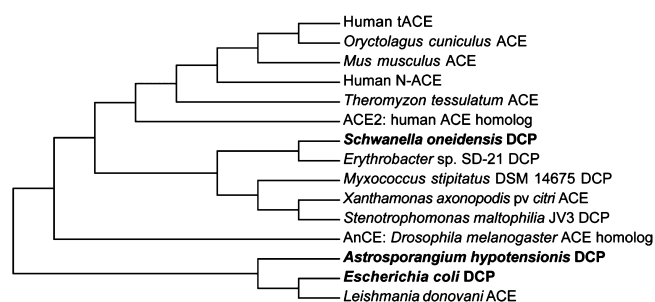 Human tACE
Oryctolagus cuniculus ACE
Mus musculus ACE
Human N-ACE
Theromyzon tessulatum ACE
ACE2: human ACE homolog
Schwanella oneidensis DCP
Erythrobacter sp. SD-21 DCP
Myxococcus stipitatus DSM 14675 DCP
Xanthamonas axonopodis pv citri ACE
Stenotrophomonas maltophilia JV3 DCP
AnCE: Drosophila melanogaster ACE homolog
Astrosporangium hypotensionis DCP
Escherichia coli DCP
Leishmania donovani ACE